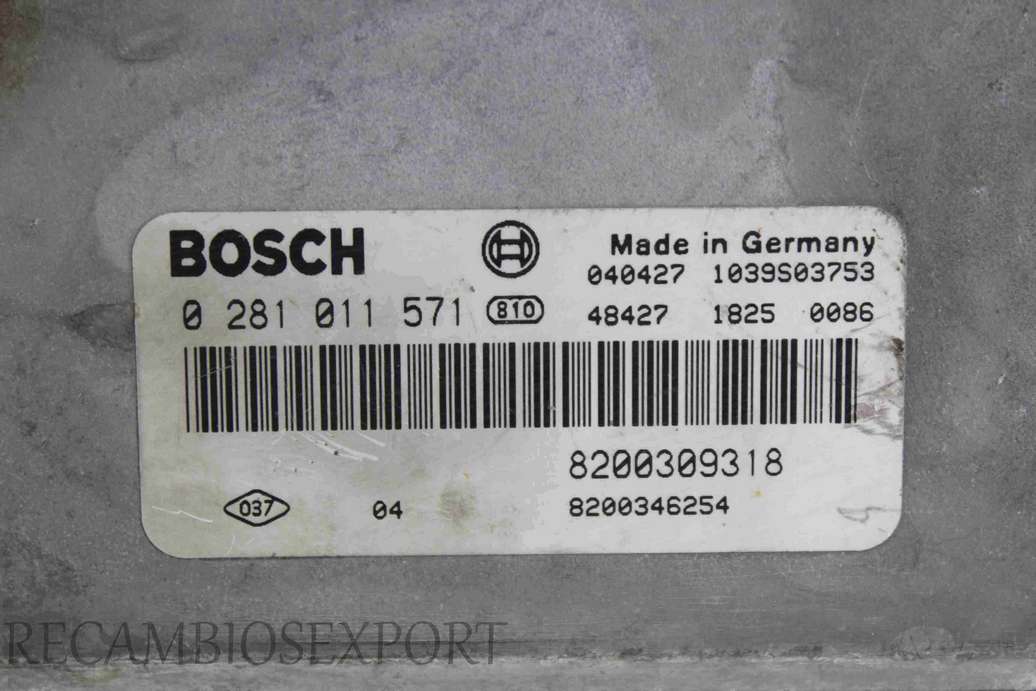 BOSCH
Made in Germany
040427 1039S03753
0 281 011 571 810 48427 1825 0086
8200309318
037 04 8200346254
RECAMBIOSEXPORT